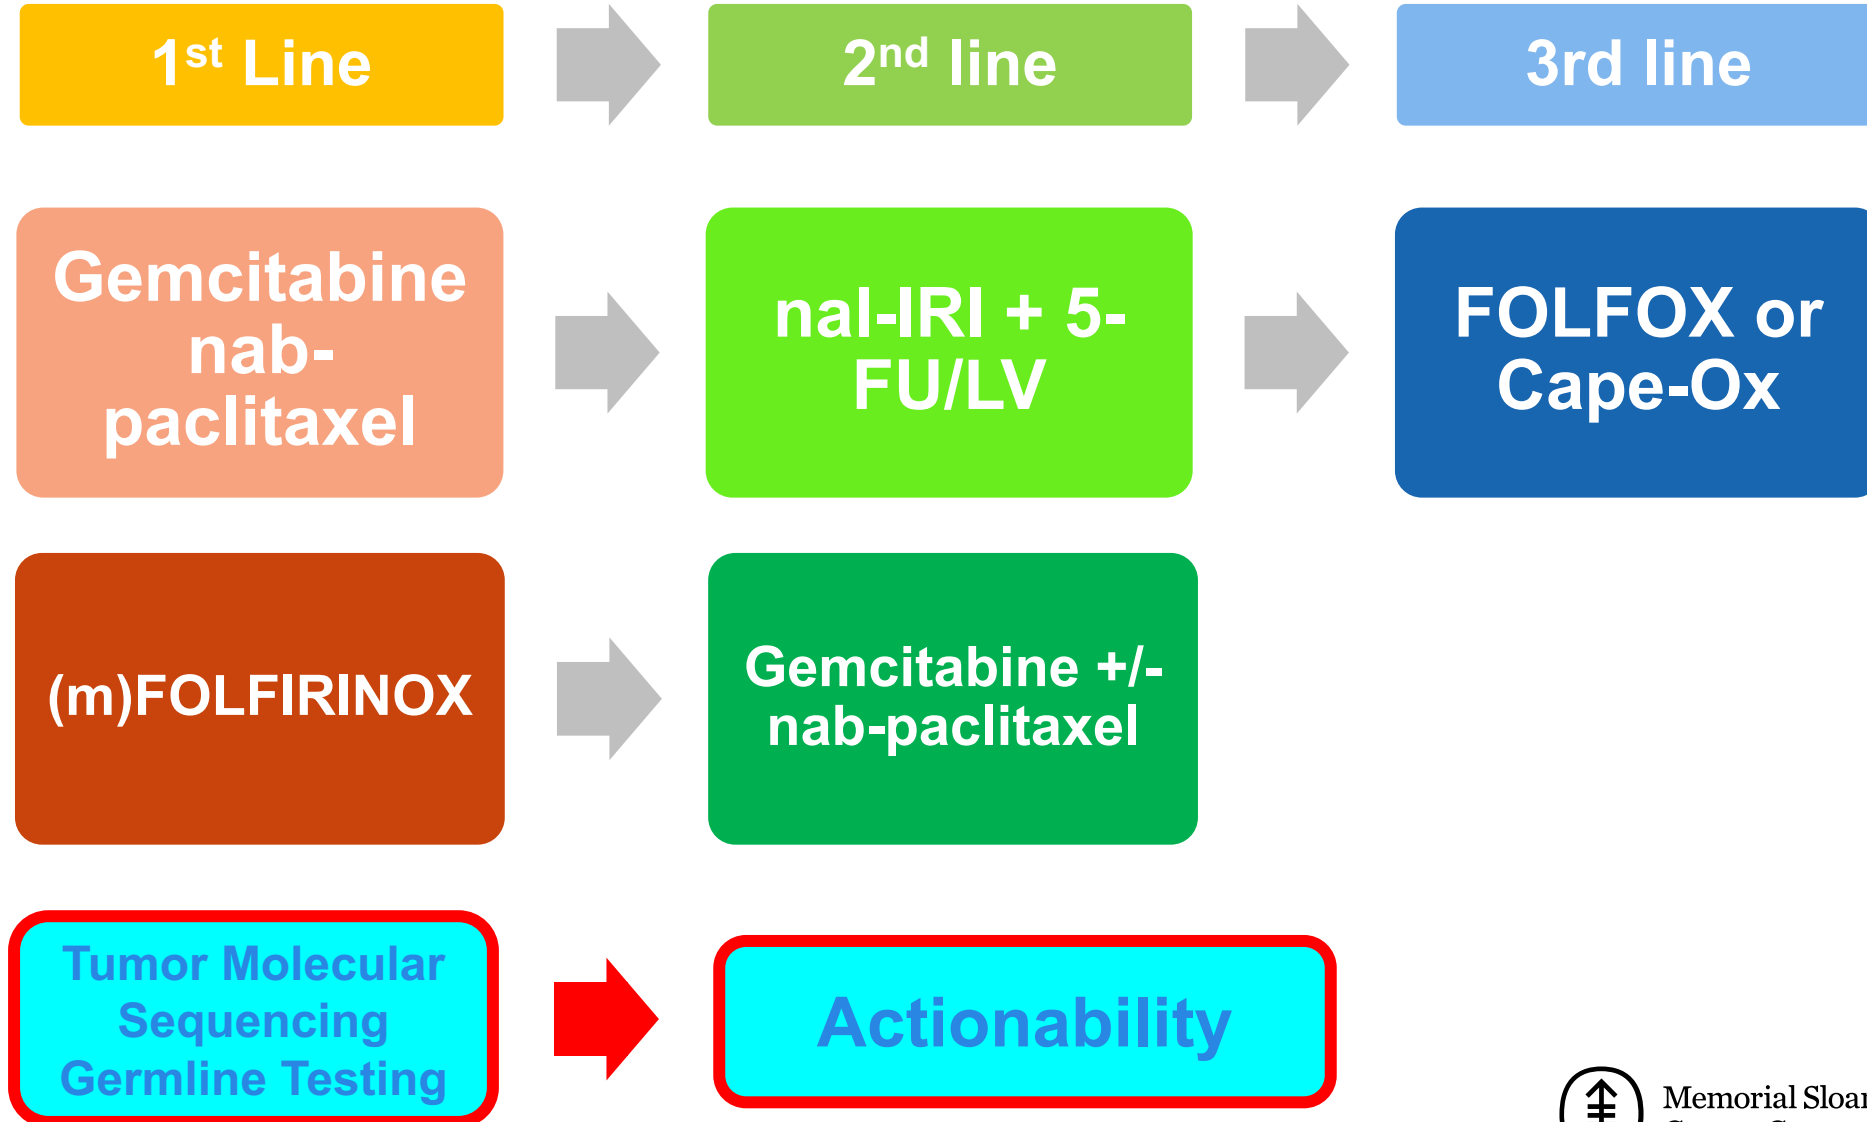 1st Line
2nd line
3rd line
Gemcitabine
nab-
paclitaxel
nal-IRI + 5-
FU/LV
FOLFOX or
Cape-Ox
(m)FOLFIRINOX
Gemcitabine +/-
nab-paclitaxel
Tumor Molecular
Sequencing
Germline Testing
Actionability
Memorial Sloan